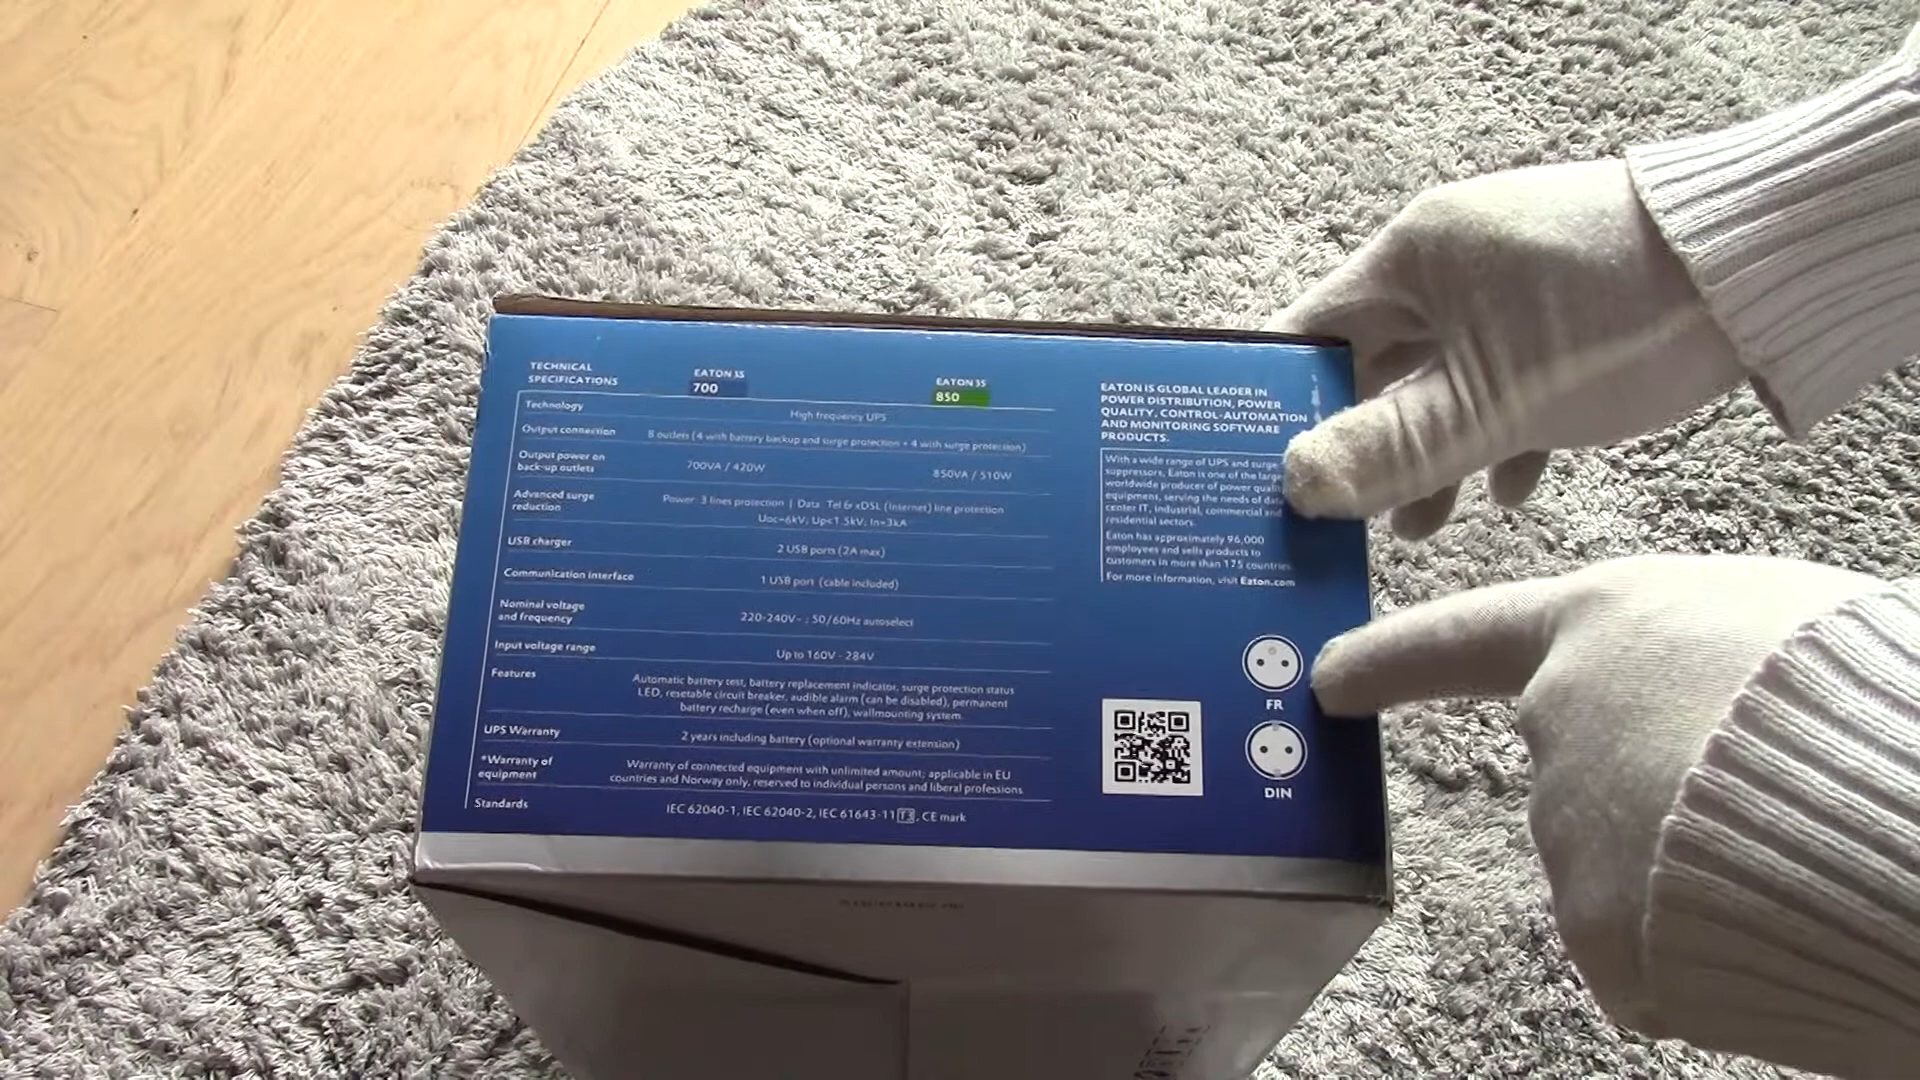 TECHNICAL
SPECIFICATIONS
EATON 3S
700
EATON 3S
850
Technology
High frequency UPS
Output connection
8 outlets (4 with battery backup and surge protection + 4 with surge protection)
Output power on
back-up outlets
700VA / 420W
850VA / 510W
Advanced surge
reduction
Power: 3 lines protection | Data: Tel & xDSL (Internet) line protection
Uoc=6kV; Up<1.5kV; In=3kA
USB charger
2 USB ports (2A max)
Communication interface
1 USB port (cable included)
Nominal voltage
and frequency
220-240V~ ; 50/60Hz autoselect
Input voltage range
Up to 160V - 284V
Features
Automatic battery test, battery replacement indicator, surge protection status
LED, resetable circuit breaker, audible alarm (can be disabled), permanent
battery recharge (even when off), wallmounting system.
UPS Warranty
2 years including battery (optional warranty extension)
*Warranty of
equipment
Warranty of connected equipment with unlimited amount; applicable in EU
countries and Norway only, reserved to individual persons and liberal professions
Standards
IEC 62040-1, IEC 62040-2, IEC 61643-11 T3, CE mark
EATON IS GLOBAL LEADER IN
POWER DISTRIBUTION, POWER
QUALITY, CONTROL-AUTOMATION
AND MONITORING SOFTWARE
PRODUCTS.
With a wide range of UPS and surge
suppressors, Eaton is one of the large
worldwide producer of power quali
equipment, serving the needs of dat
center IT, industrial, commercial and
residential sectors.
Eaton has approximately 96,000
employees and sells products to
customers in more than 175 countries
For more information, visit Eaton.com
FR
DIN